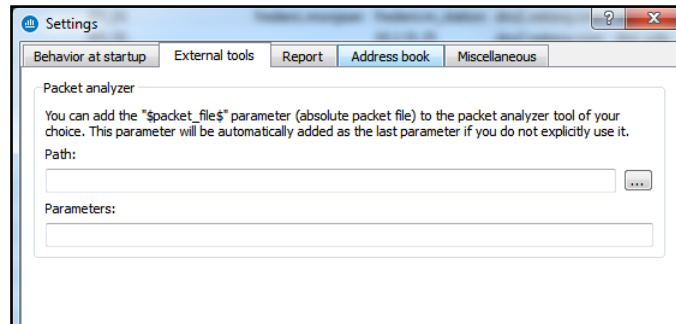 Settings
?
X
Behavior at startup
External tools
Report
Address book
Miscellaneous
Packet analyzer
You can add the "$packet_file$" parameter (absolute packet file) to the packet analyzer tool of your
choice. This parameter will be automatically added as the last parameter if you do not explicitly use it.
Path:
...
Parameters: